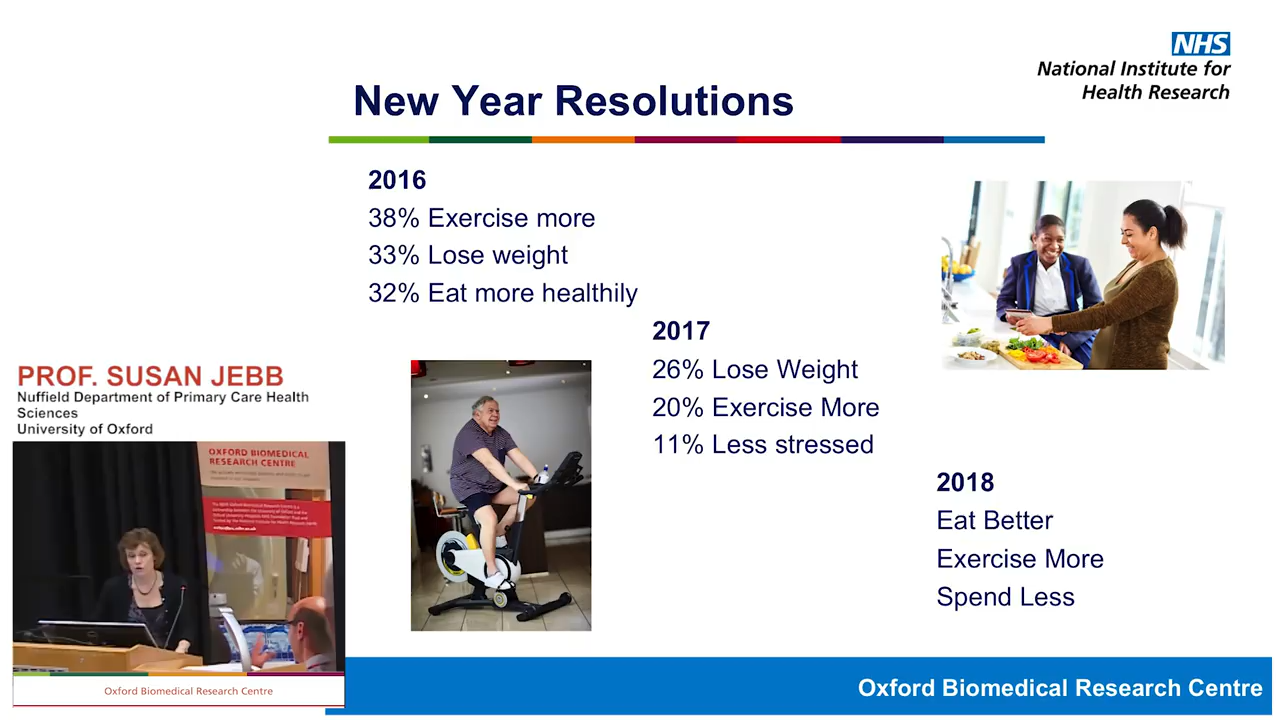 NHS
National Institute for
Health Research
New Year Resolutions
2016
38% Exercise more
33% Lose weight
32% Eat more healthily
2017
26% Lose Weight
20% Exercise More
11% Less stressed
2018
Eat Better
Exercise More
Spend Less
PROF. SUSAN JEBB
Nuffield Department of Primary Care Health
Sciences
University of Oxford
OXFORD BIOMEDICAL
RESEARCH CENTRE
Oxford Biomedical Research Centre
Oxford Biomedical Research Centre